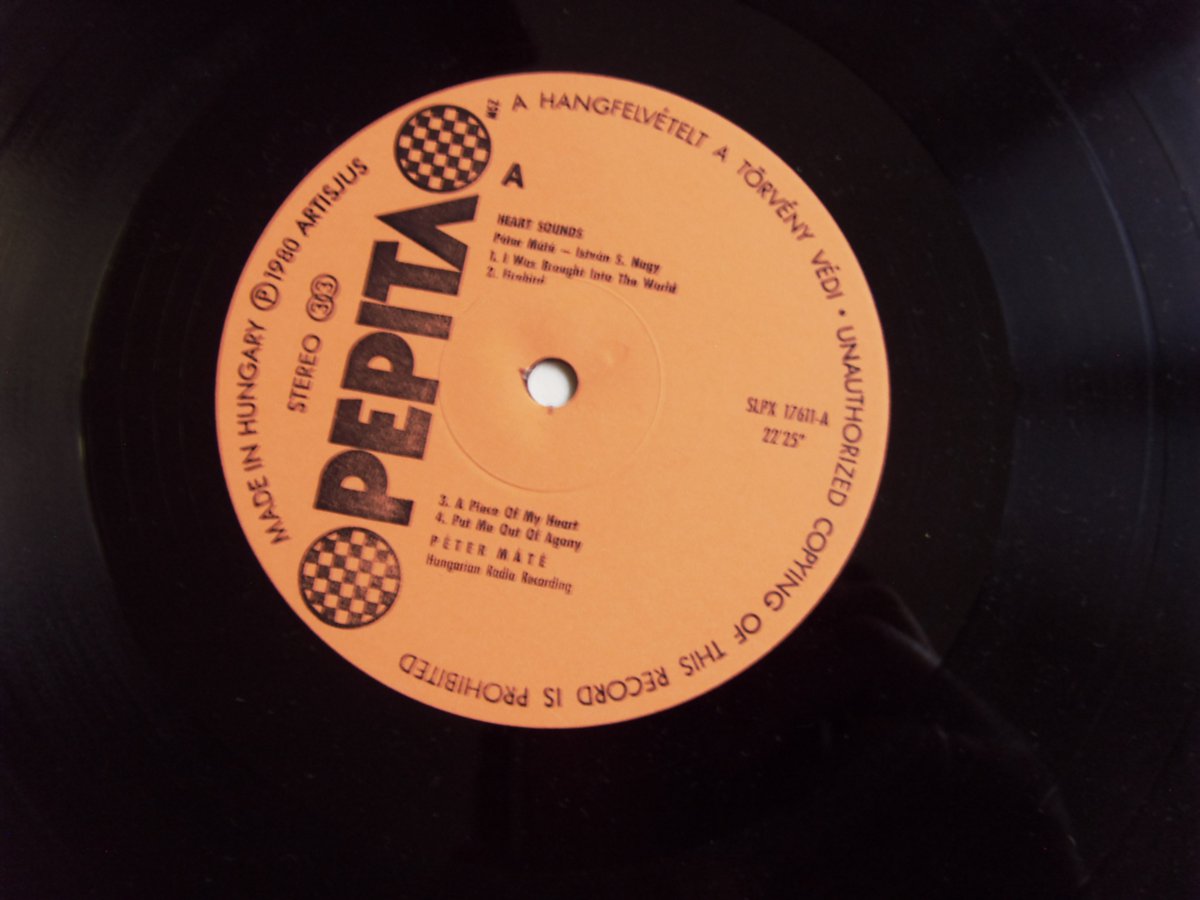 A HANGFELVÉTELT A TÖRVÉNY VÉDI • UNAUTHORIZED COPYING OF THIS RECORD IS PROHIBITED
MADE IN HUNGARY Ⓟ 1980 ARTISJUS
STEREO 33
PEPITA
A
HEART SOUNDS
Péter Máté – István S. Nagy
1. I Was Brought Into The World
2. Firebird
SLPX 17611-A
22'25"
3. A Piece Of My Heart
4. Put Me Out Of Agony
PÉTER MÁTÉ
Hungarian Radio Recording